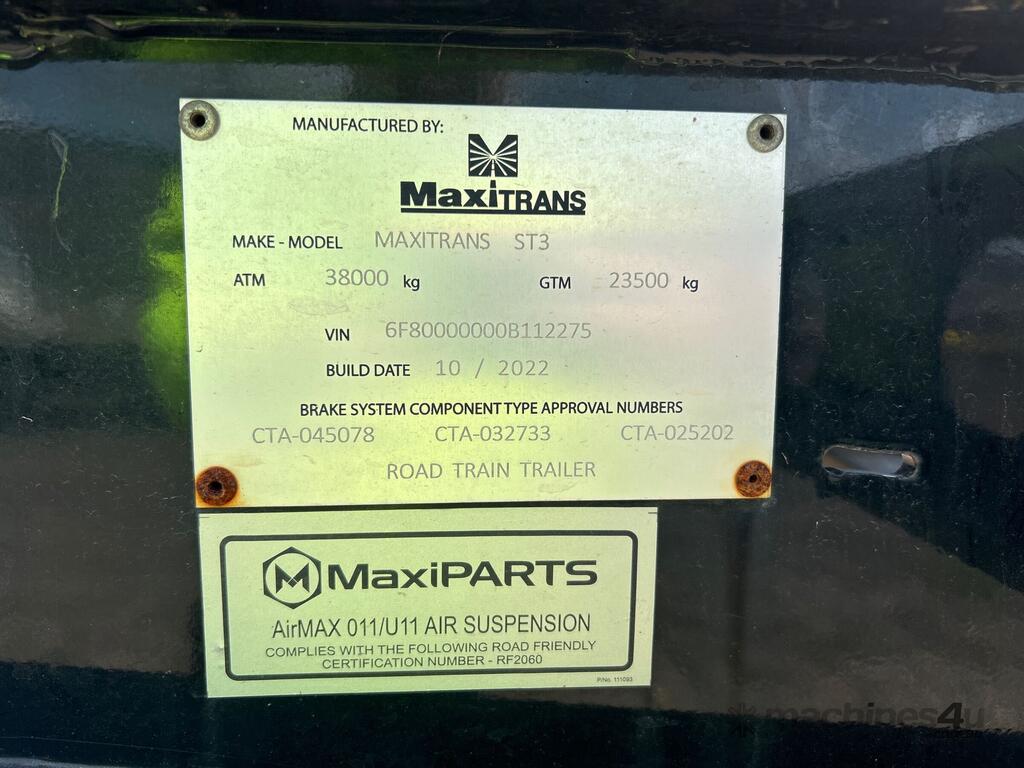 MANUFACTURED BY:
MaxiTRANS
MAKE - MODEL MAXITRANS ST3
ATM 38000 kg GTM 23500 kg
VIN 6F80000000B112275
BUILD DATE 10 / 2022
BRAKE SYSTEM COMPONENT TYPE APPROVAL NUMBERS
CTA-045078 CTA-032733 CTA-025202
ROAD TRAIN TRAILER
MaxiPARTS
AirMAX 011/U11 AIR SUSPENSION
COMPLIES WITH THE FOLLOWING ROAD FRIENDLY
CERTIFICATION NUMBER - RF2060
P/No. 111093
machines4u